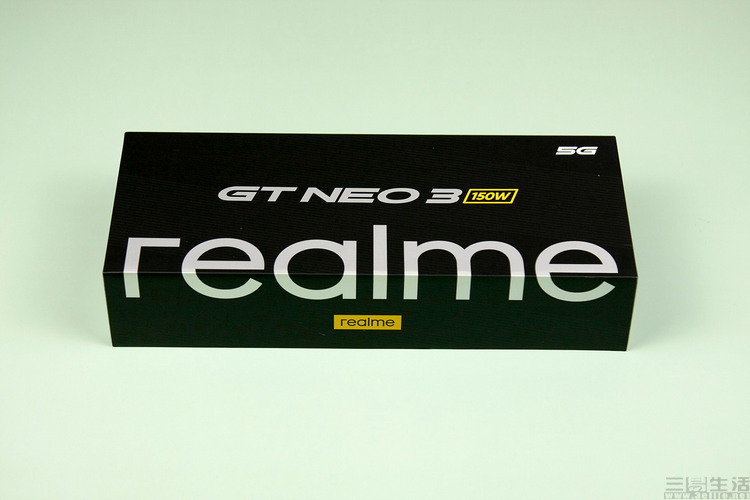 5G
GT NEO 3 150W
realme
realme
三易生活